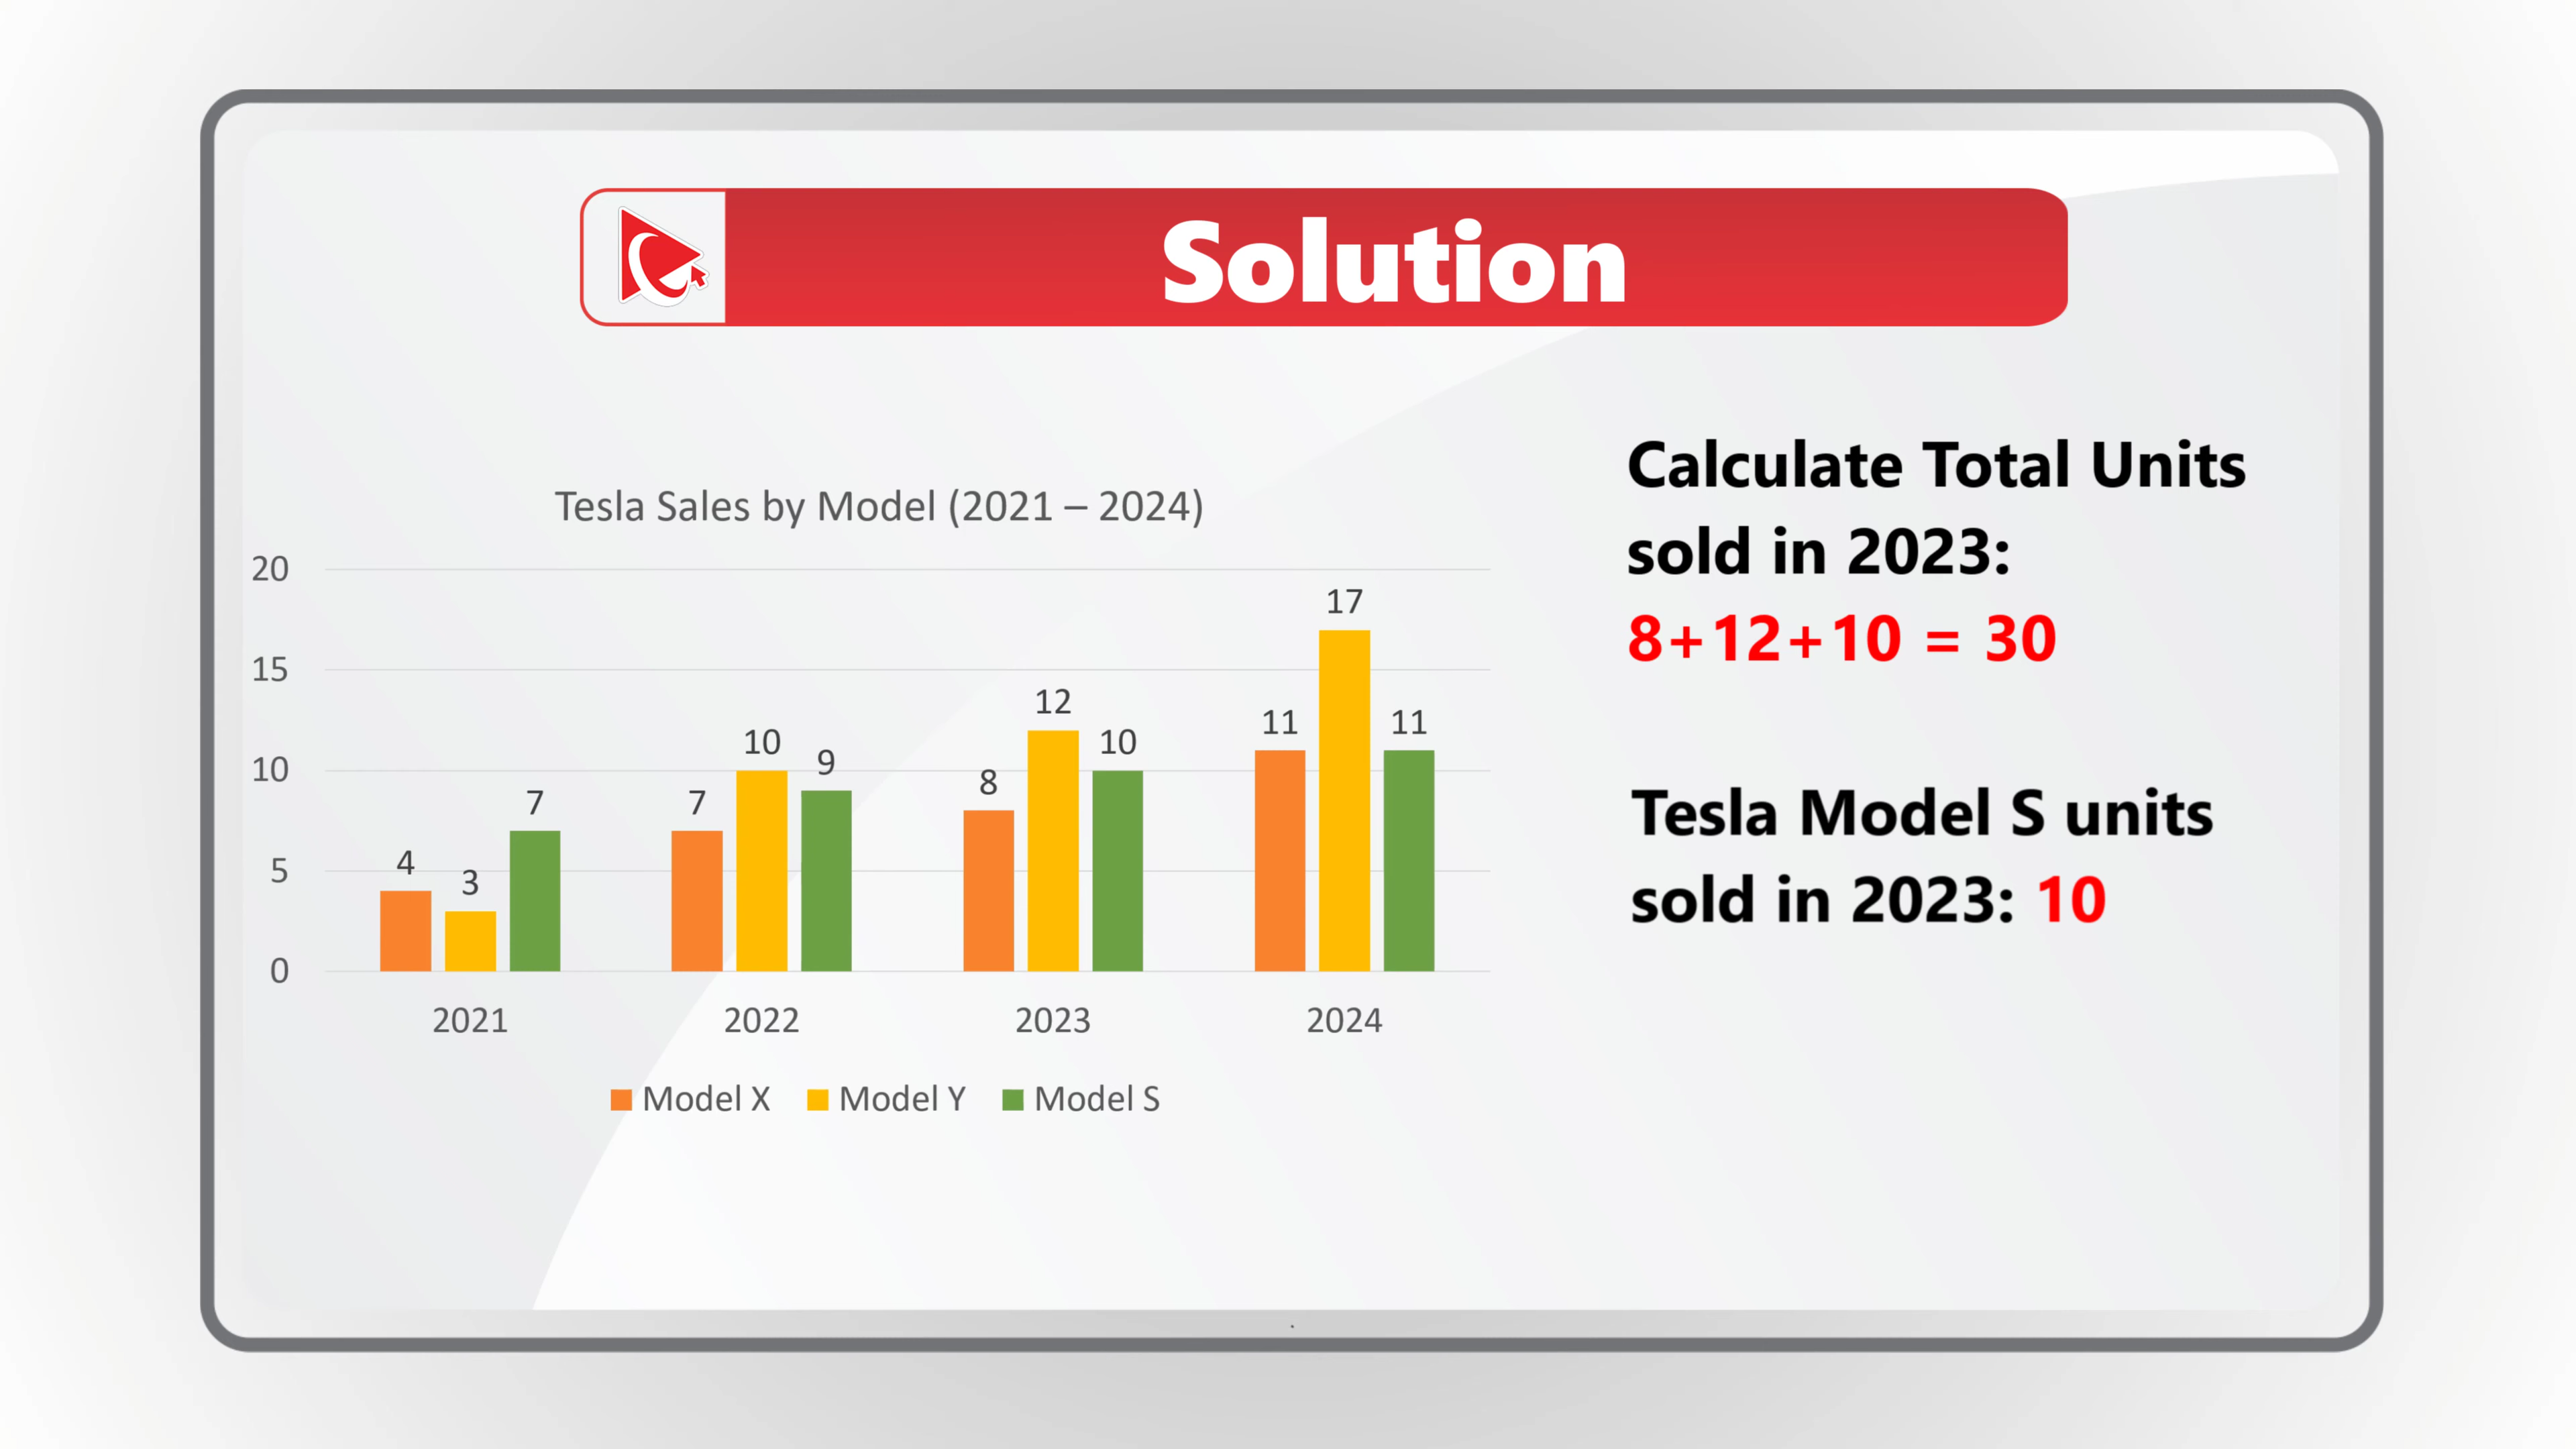 Solution
Tesla Sales by Model (2021 – 2024)
20
15
10
5
0
4 3 7
7 10 9
8 12 10
11 17 11
2021 2022 2023 2024
Model X Model Y Model S
Calculate Total Units
sold in 2023:
8+12+10 = 30
Tesla Model S units
sold in 2023: 10